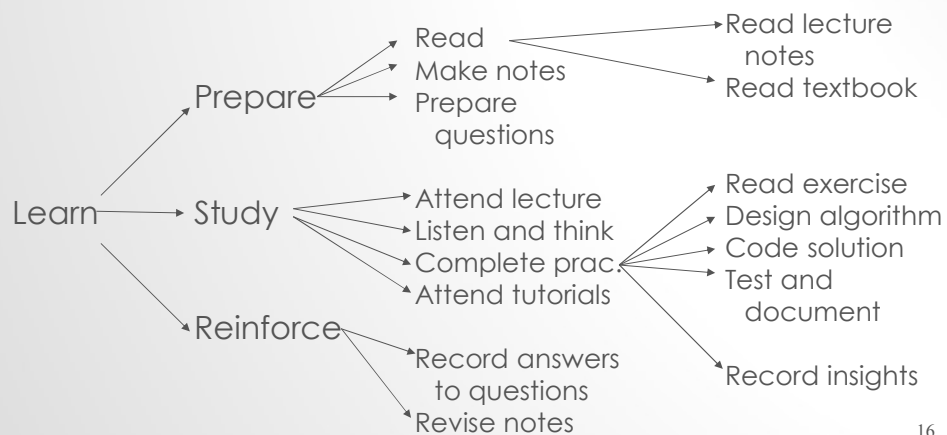 Learn
Prepare
Read
Make notes
Prepare
questions
Read lecture
notes
Read textbook
Study
Attend lecture
Listen and think
Complete prac.
Attend tutorials
Read exercise
Design algorithm
Code solution
Test and
document
Record insights
Reinforce
Record answers
to questions
Revise notes
16